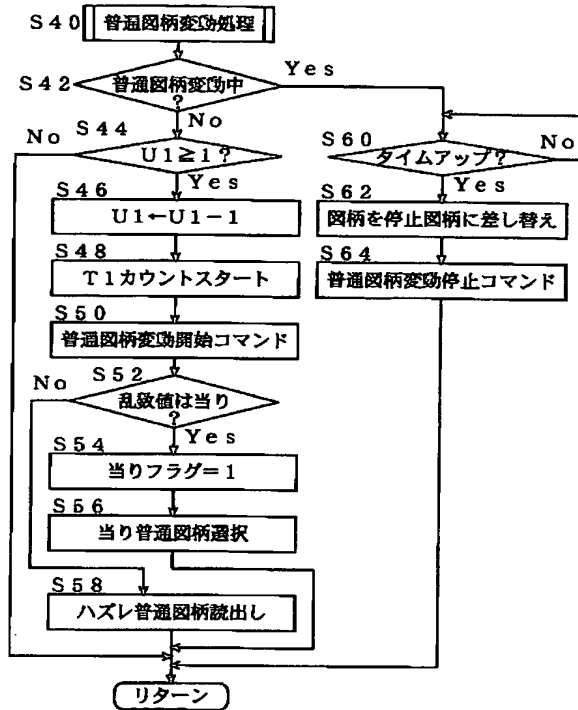 S40 普通図柄変動処理
S42 普通図柄変動中
?
Yes
No
S44 U1≧1?
No
Yes
S46
U1←U1-1
S48
T1カウントスタート
S50
普通図柄変動開始コマンド
S52
No
乱数値は当り
?
Yes
S54
当りフラグ=1
S56
当り普通図柄選択
S58
ハズレ普通図柄読出し
S60
タイムアップ?
No
Yes
S62
図柄を停止図柄に差し替え
S64
普通図柄変動停止コマンド
リターン